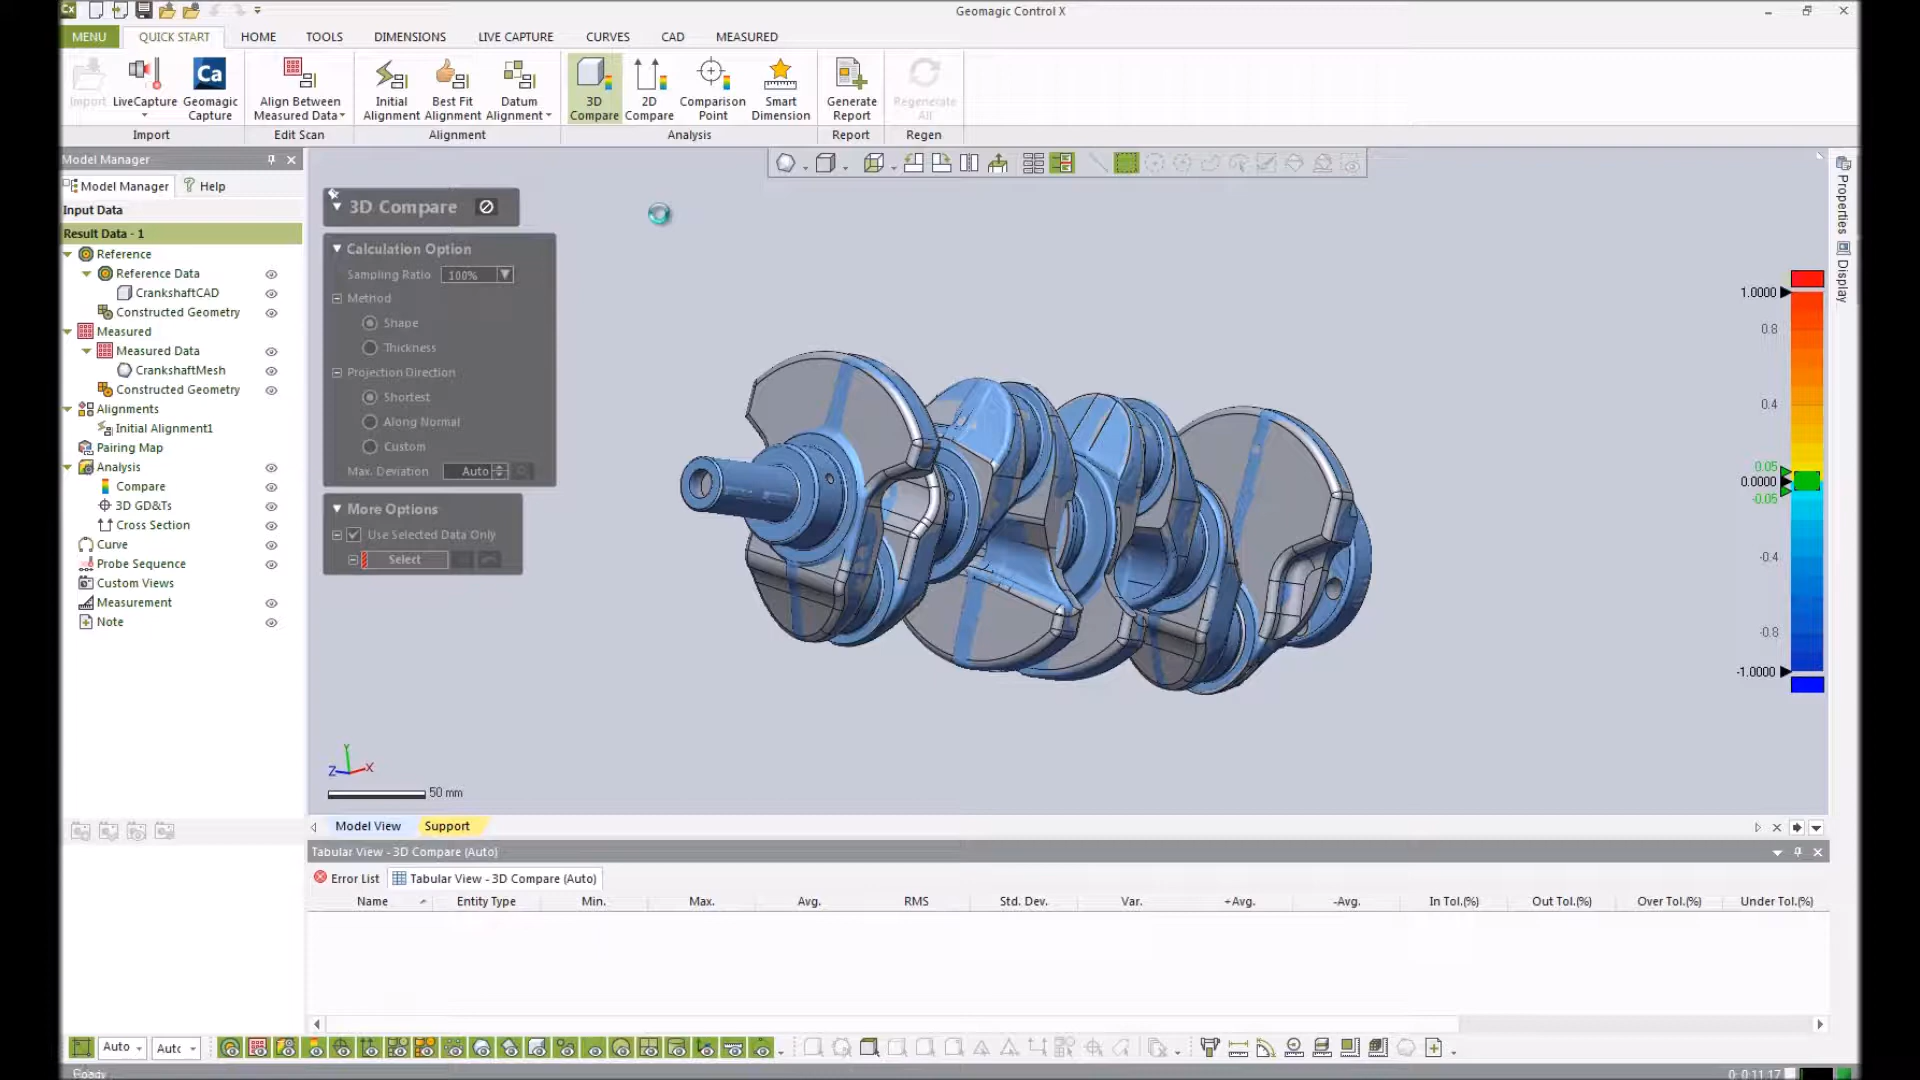 Cx
Geomagic Control X
MENU QUICK START HOME TOOLS DIMENSIONS LIVE CAPTURE CURVES CAD MEASURED
Import LiveCapture Geomagic Capture Align Between Measured Data Initial Alignment Best Fit Alignment Datum Alignment 3D Compare 2D Compare Comparison Point Smart Dimension Generate Report Regenerate All
Import Edit Scan Alignment Analysis Report Regen
Model Manager
Model Manager Help
Input Data
Result Data - 1
Reference
Reference Data
CrankshaftCAD
Constructed Geometry
Measured
Measured Data
CrankshaftMesh
Constructed Geometry
Alignments
Initial Alignment1
Pairing Map
Analysis
Compare
3D GD&Ts
Cross Section
Curve
Probe Sequence
Custom Views
Measurement
Note
3D Compare
Calculation Option
Sampling Ratio 100%
Method
Shape
Thickness
Projection Direction
Shortest
Along Normal
Custom
Max. Deviation Auto
More Options
Use Selected Data Only
Select
1.0000
0.8
0.4
0.05
0.0000
-0.05
-0.4
-0.8
-1.0000
Properties
Display
Y
Z X
50 mm
Model View Support
Tabular View - 3D Compare (Auto)
Error List Tabular View - 3D Compare (Auto)
Name Entity Type Min. Max. Avg. RMS Std. Dev. Var. +Avg. -Avg. In Tol.(%) Out Tol.(%) Over Tol.(%) Under Tol.(%)
Auto Auto
Ready
0: 0:11.17